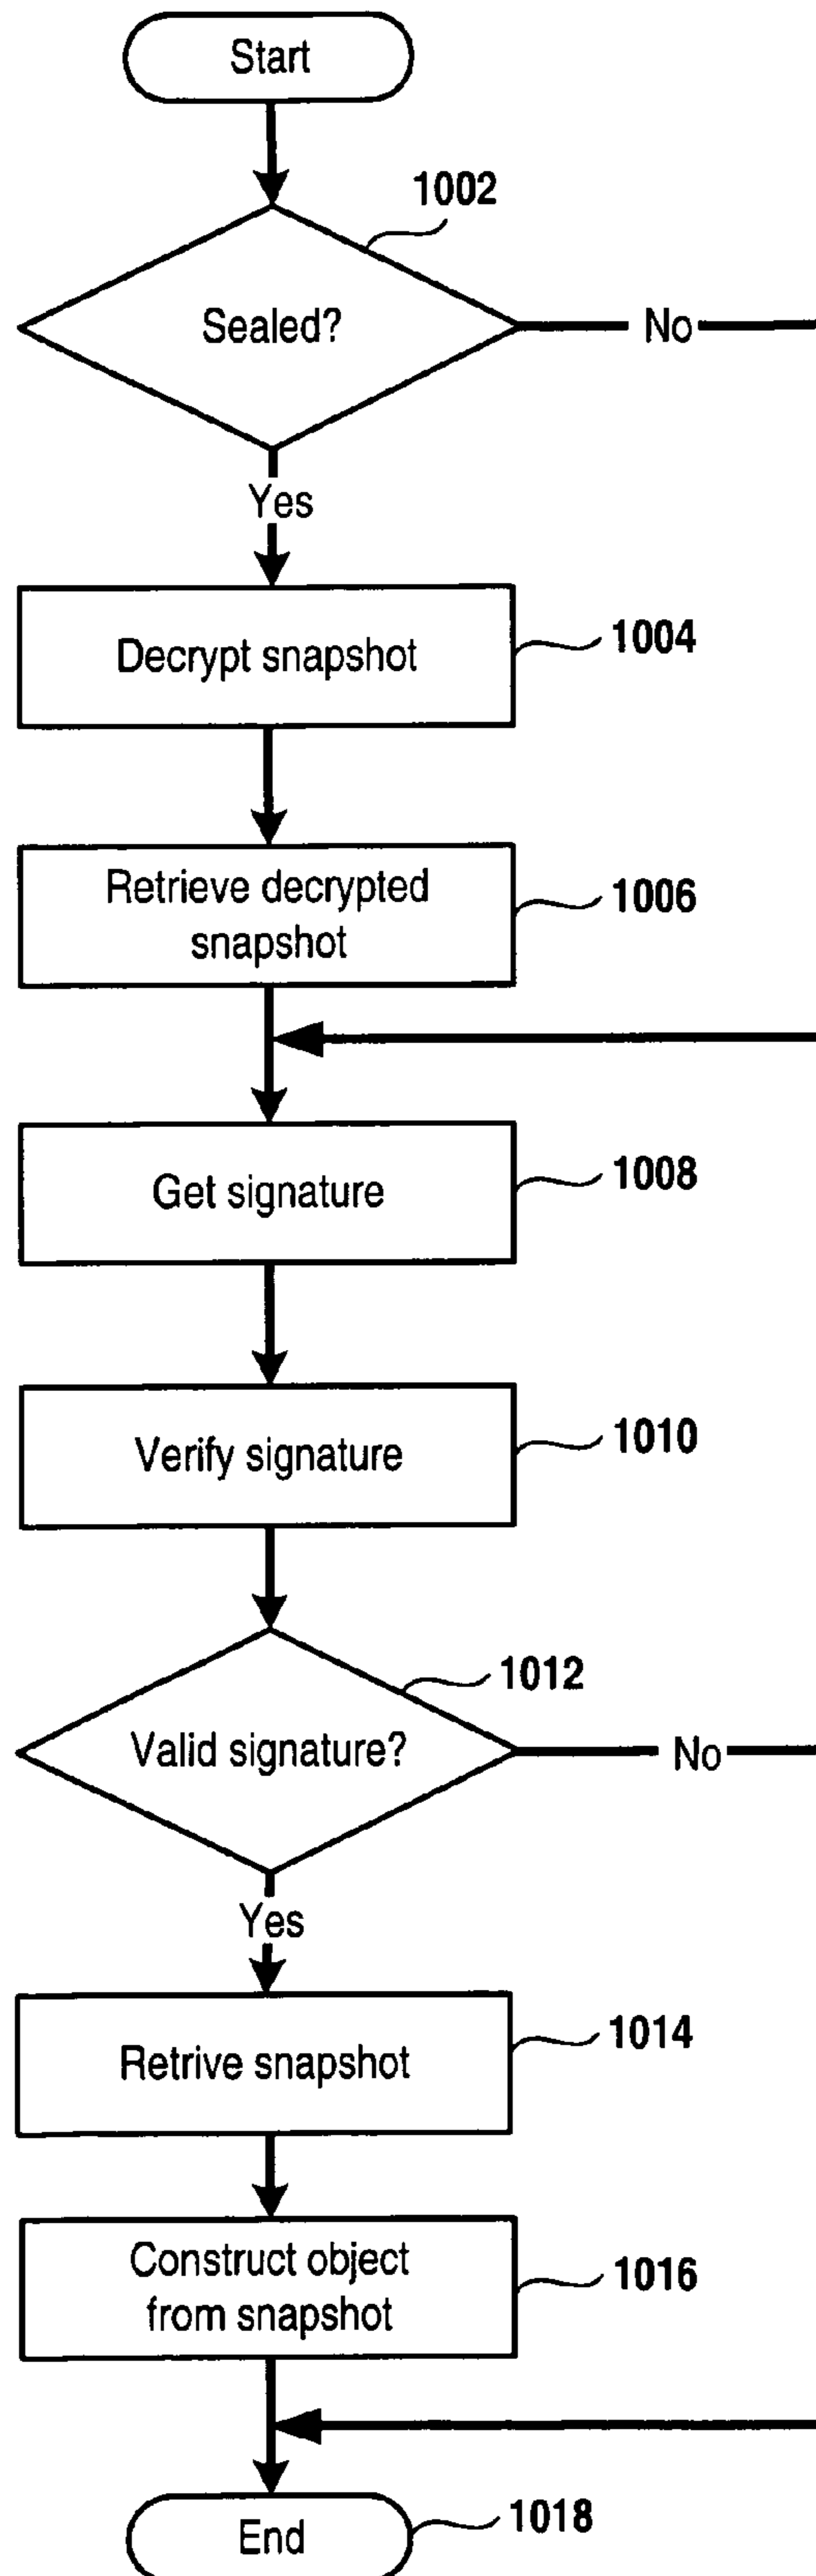 Start
1002
Sealed?
No
Yes
Decrypt snapshot
1004
Retrieve decrypted
snapshot
1006
Get signature
1008
Verify signature
1010
1012
Valid signature?
No
Yes
Retrive snapshot
1014
Construct object
from snapshot
1016
End
1018